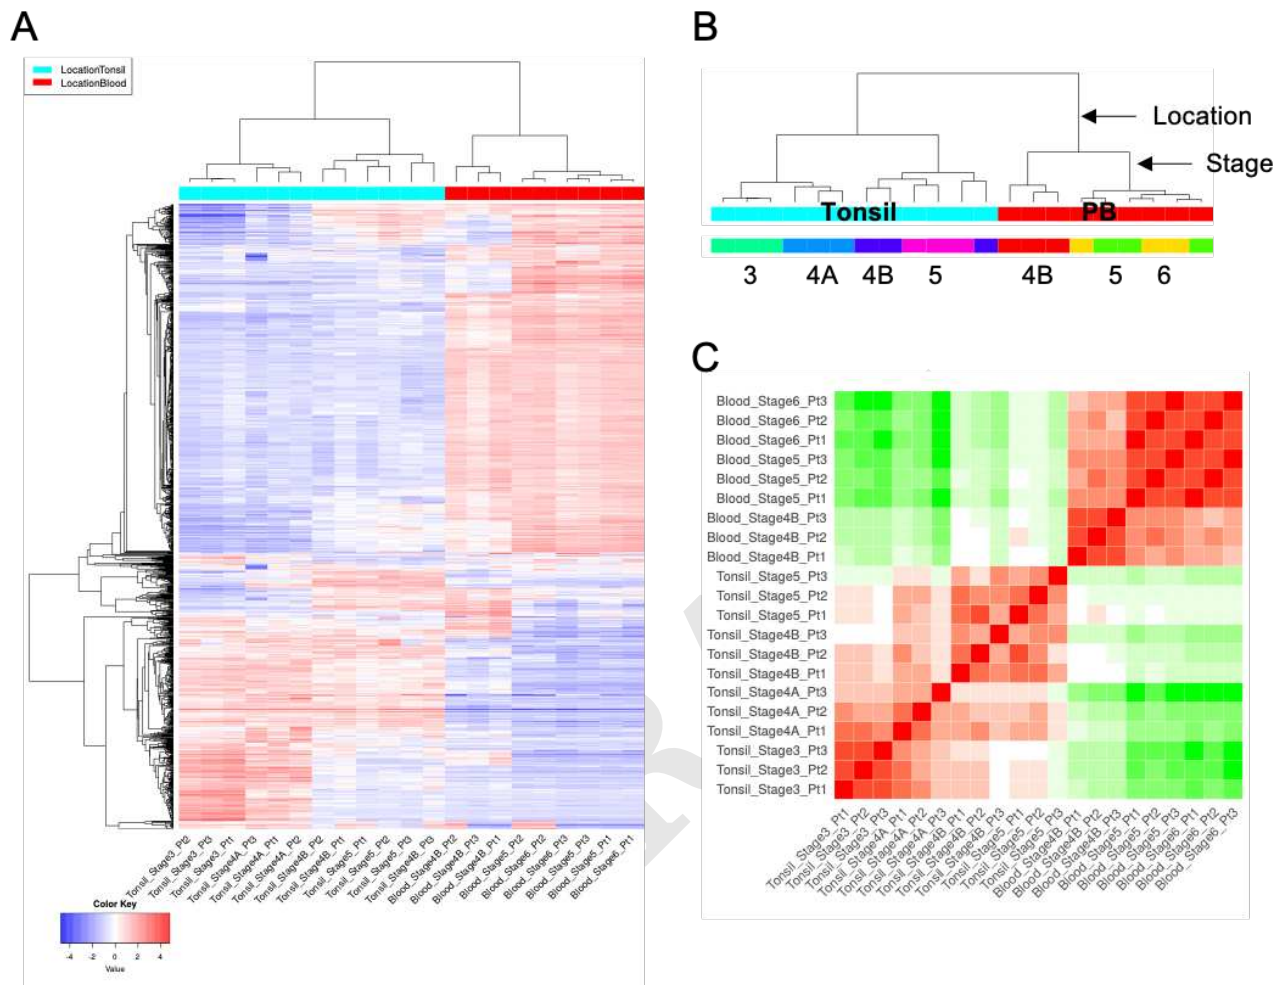 A
LocationTonsil
LocationBlood
Tonsil_Stage3_Pt2
Tonsil_Stage3_Pt3
Tonsil_Stage3_Pt1
Tonsil_Stage4A_Pt3
Tonsil_Stage4A_Pt1
Tonsil_Stage4A_Pt2
Tonsil_Stage4B_Pt2
Tonsil_Stage4B_Pt1
Tonsil_Stage5_Pt1
Tonsil_Stage5_Pt2
Tonsil_Stage5_Pt3
Tonsil_Stage4B_Pt3
Blood_Stage4B_Pt2
Blood_Stage4B_Pt3
Blood_Stage4B_Pt1
Blood_Stage5_Pt2
Blood_Stage6_Pt2
Blood_Stage6_Pt3
Blood_Stage5_Pt3
Blood_Stage5_Pt1
Blood_Stage6_Pt1
Color Key
-4 -2 0 2 4
Value
B
Location
Stage
Tonsil PB
3 4A 4B 5 4B 5 6
C
Blood_Stage6_Pt3
Blood_Stage6_Pt2
Blood_Stage6_Pt1
Blood_Stage5_Pt3
Blood_Stage5_Pt2
Blood_Stage5_Pt1
Blood_Stage4B_Pt3
Blood_Stage4B_Pt2
Blood_Stage4B_Pt1
Tonsil_Stage5_Pt3
Tonsil_Stage5_Pt2
Tonsil_Stage5_Pt1
Tonsil_Stage4B_Pt3
Tonsil_Stage4B_Pt2
Tonsil_Stage4B_Pt1
Tonsil_Stage4A_Pt3
Tonsil_Stage4A_Pt2
Tonsil_Stage4A_Pt1
Tonsil_Stage3_Pt3
Tonsil_Stage3_Pt2
Tonsil_Stage3_Pt1
Tonsil_Stage3_Pt1
Tonsil_Stage3_Pt2
Tonsil_Stage3_Pt3
Tonsil_Stage4A_Pt1
Tonsil_Stage4A_Pt2
Tonsil_Stage4A_Pt3
Tonsil_Stage4B_Pt1
Tonsil_Stage4B_Pt2
Tonsil_Stage4B_Pt3
Tonsil_Stage5_Pt1
Tonsil_Stage5_Pt2
Tonsil_Stage5_Pt3
Blood_Stage4B_Pt1
Blood_Stage4B_Pt2
Blood_Stage4B_Pt3
Blood_Stage5_Pt1
Blood_Stage5_Pt2
Blood_Stage5_Pt3
Blood_Stage6_Pt1
Blood_Stage6_Pt2
Blood_Stage6_Pt3